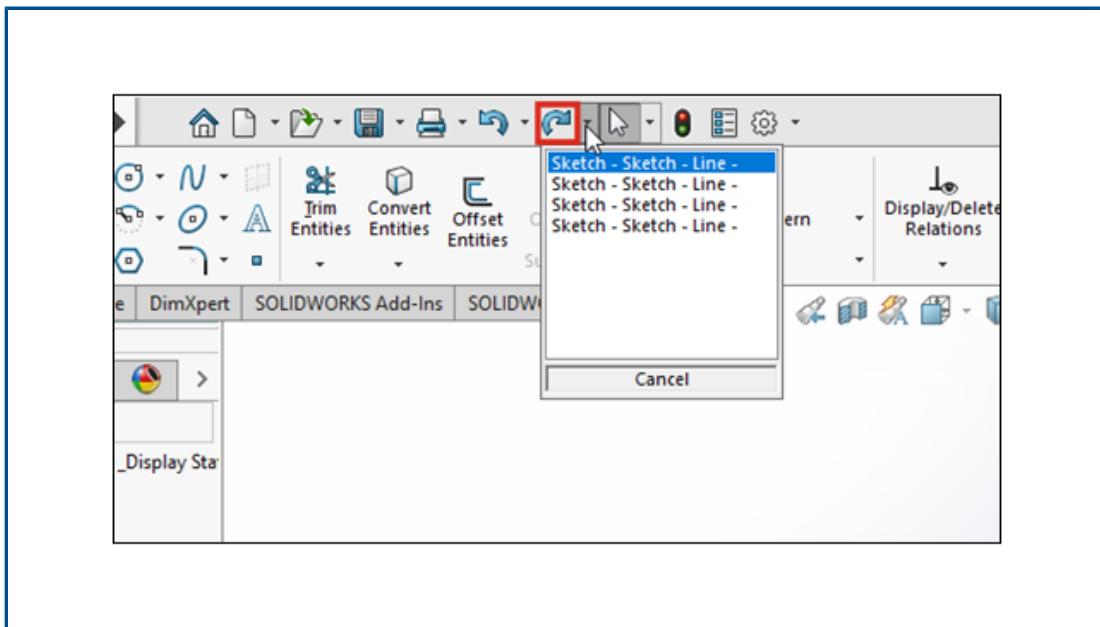 Sketch - Sketch - Line -
Sketch - Sketch - Line -
Sketch - Sketch - Line -
Sketch - Sketch - Line -
Cancel
Trim
Entities
Convert
Entities
Offset
Entities
ern
Display/Delete
Relations
e
DimXpert
SOLIDWORKS Add-Ins
SOLIDW
_Display Sta